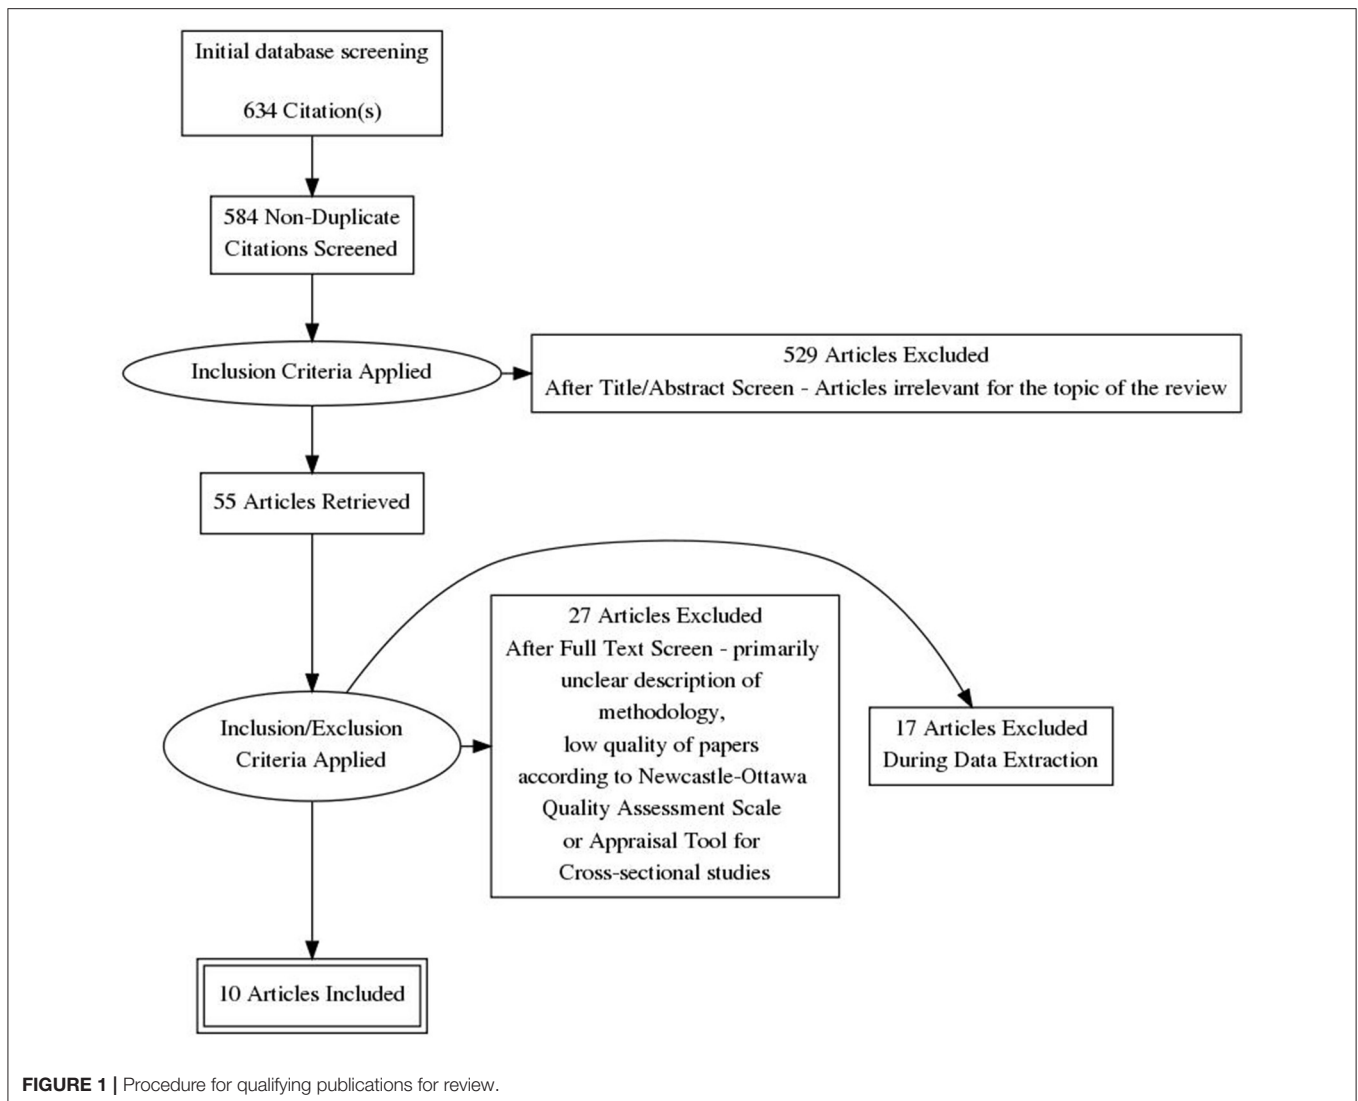 Initial database screening
634 Citation(s)
584 Non-Duplicate
Citations Screened
Inclusion Criteria Applied
529 Articles Excluded
After Title/Abstract Screen - Articles irrelevant for the topic of the review
55 Articles Retrieved
Inclusion/Exclusion
Criteria Applied
27 Articles Excluded
After Full Text Screen - primarily
unclear description of
methodology,
low quality of papers
according to Newcastle-Ottawa
Quality Assessment Scale
or Appraisal Tool for
Cross-sectional studies
17 Articles Excluded
During Data Extraction
10 Articles Included
FIGURE 1 | Procedure for qualifying publications for review.